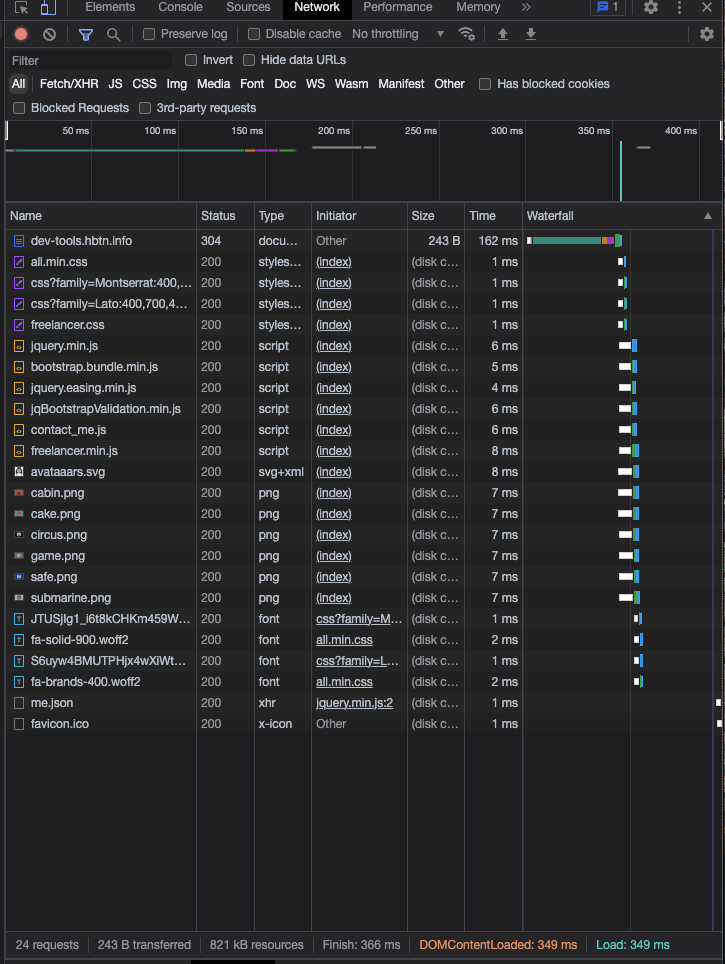 Elements Console Sources Network Performance Memory » 1
Preserve log Disable cache No throttling
Filter Invert Hide data URLs
All Fetch/XHR JS CSS Img Media Font Doc WS Wasm Manifest Other Has blocked cookies
Blocked Requests 3rd-party requests
50 ms 100 ms 150 ms 200 ms 250 ms 300 ms 350 ms 400 ms
Name Status Type Initiator Size Time Waterfall
dev-tools.hbtn.info 304 docu... Other 243 B 162 ms
all.min.css 200 styles... (index) (disk c... 1 ms
css?family=Montserrat:400,... 200 styles... (index) (disk c... 1 ms
css?family=Lato:400,700,4... 200 styles... (index) (disk c... 1 ms
freelancer.css 200 styles... (index) (disk c... 1 ms
jquery.min.js 200 script (index) (disk c... 6 ms
bootstrap.bundle.min.js 200 script (index) (disk c... 5 ms
jquery.easing.min.js 200 script (index) (disk c... 4 ms
jqBootstrapValidation.min.js 200 script (index) (disk c... 6 ms
contact_me.js 200 script (index) (disk c... 6 ms
freelancer.min.js 200 script (index) (disk c... 8 ms
avataaars.svg 200 svg+xml (index) (disk c... 8 ms
cabin.png 200 png (index) (disk c... 7 ms
cake.png 200 png (index) (disk c... 7 ms
circus.png 200 png (index) (disk c... 7 ms
game.png 200 png (index) (disk c... 7 ms
safe.png 200 png (index) (disk c... 7 ms
submarine.png 200 png (index) (disk c... 7 ms
JTUSjIg1_i6t8kCHKm459W... 200 font css?family=M... (disk c... 1 ms
fa-solid-900.woff2 200 font all.min.css (disk c... 2 ms
S6uyw4BMUTPHjx4wXiWt... 200 font css?family=L... (disk c... 1 ms
fa-brands-400.woff2 200 font all.min.css (disk c... 2 ms
me.json 200 xhr jquery.min.js:2 (disk c... 1 ms
favicon.ico 200 x-icon Other (disk c... 1 ms
24 requests 243 B transferred 821 kB resources Finish: 366 ms DOMContentLoaded: 349 ms Load: 349 ms